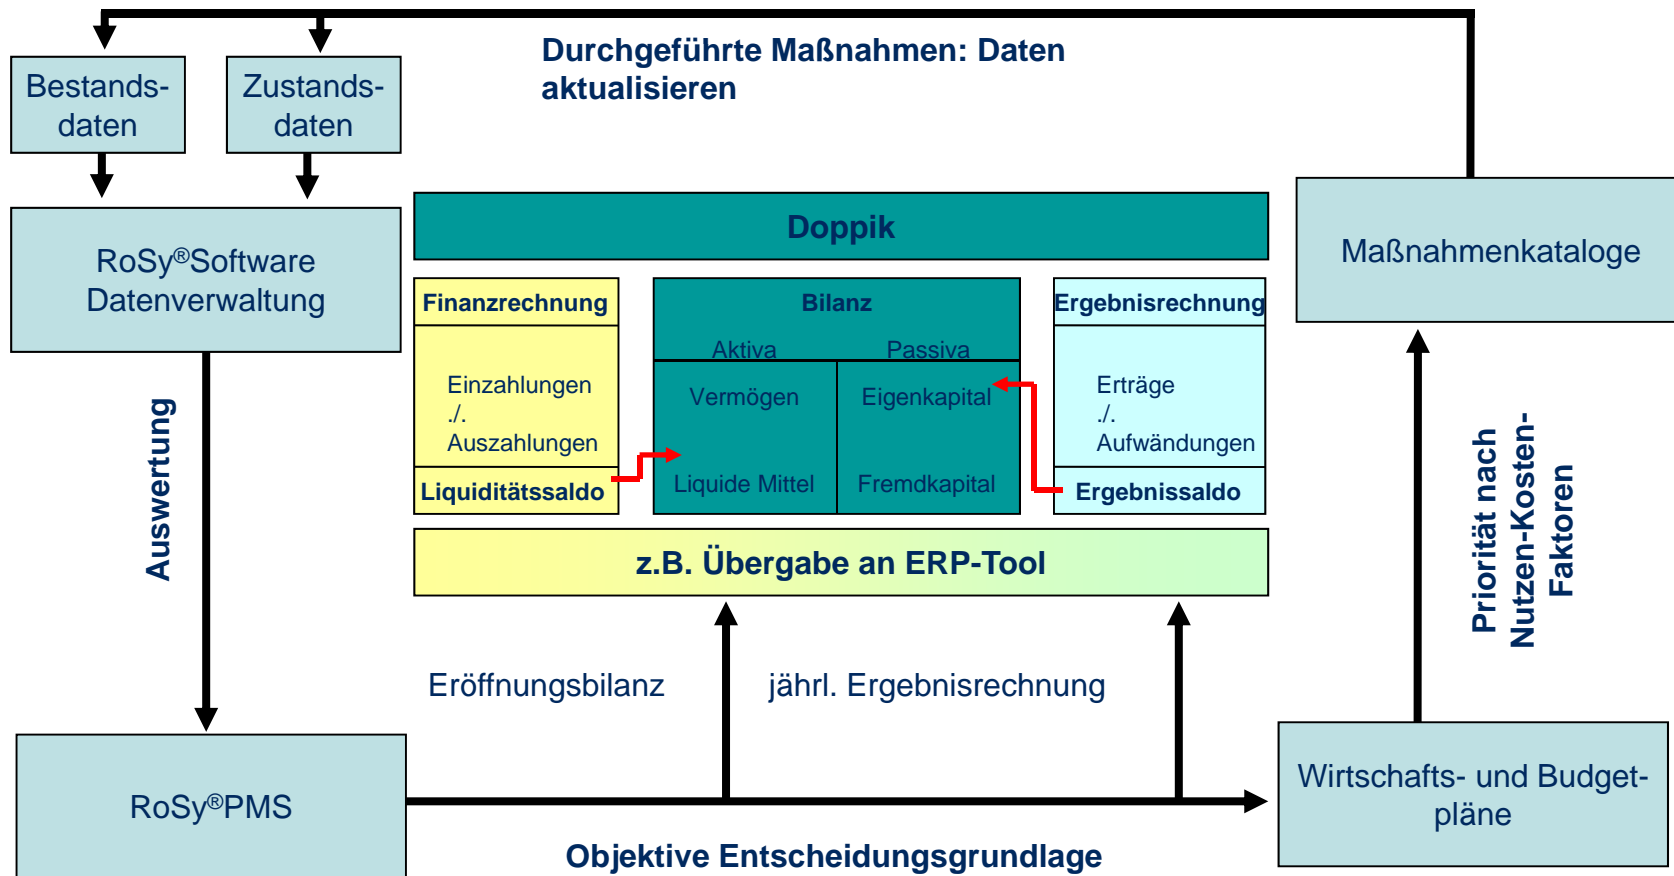 Durchgeführte Maßnahmen: Daten
aktualisieren
Bestands-
daten
Zustands-
daten
RoSy®Software
Datenverwaltung
Doppik
Maßnahmenkataloge
Finanzrechnung
Einzahlungen
./.
Auszahlungen
Liquiditätssaldo
Bilanz
Aktiva
Passiva
Vermögen
Eigenkapital
Liquide Mittel
Fremdkapital
Ergebnisrechnung
Erträge
./.
Aufwändungen
Ergebnissaldo
Auswertung
z.B. Übergabe an ERP-Tool
Priorität nach
Nutzen-Kosten-
Faktoren
Eröffnungsbilanz
jährl. Ergebnisrechnung
RoSy®PMS
Wirtschafts- und Budget-
pläne
Objektive Entscheidungsgrundlage